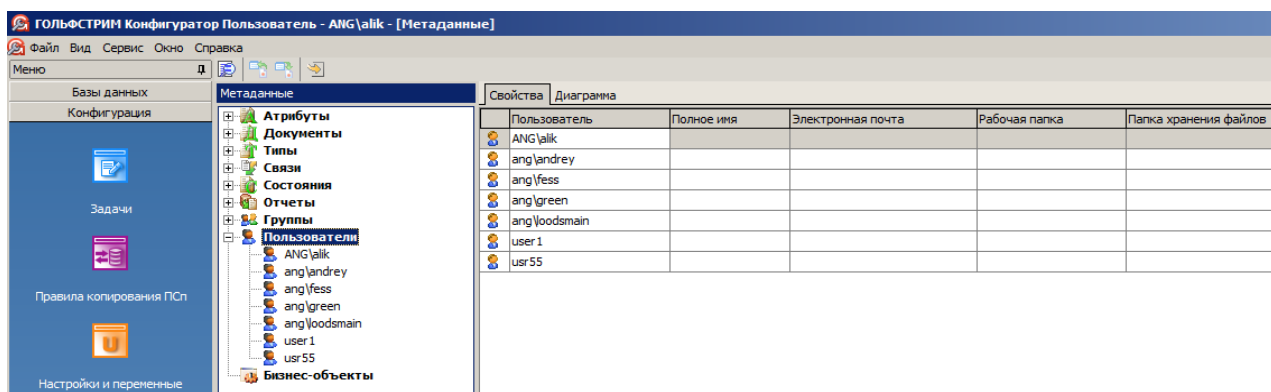 ГОЛЬФСТРИМ Конфигуратор Пользователь - ANG\alik - [Метаданные]
Файл Вид Сервис Окно Справка
Меню
Базы данных
Конфигурация
Задачи
Правила копирования ПСп
Настройки и переменные
Метаданные
Атрибуты
Документы
Типы
Связи
Состояния
Отчеты
Группы
Пользователи
ANG\alik
ang\andrey
ang\fess
ang\green
ang\loodsmain
user1
usr55
Бизнес-объекты
Свойства Диаграмма
Пользователь Полное имя Электронная почта Рабочая папка Папка хранения файлов
ANG\alik
ang\andrey
ang\fess
ang\green
ang\loodsmain
user1
usr55